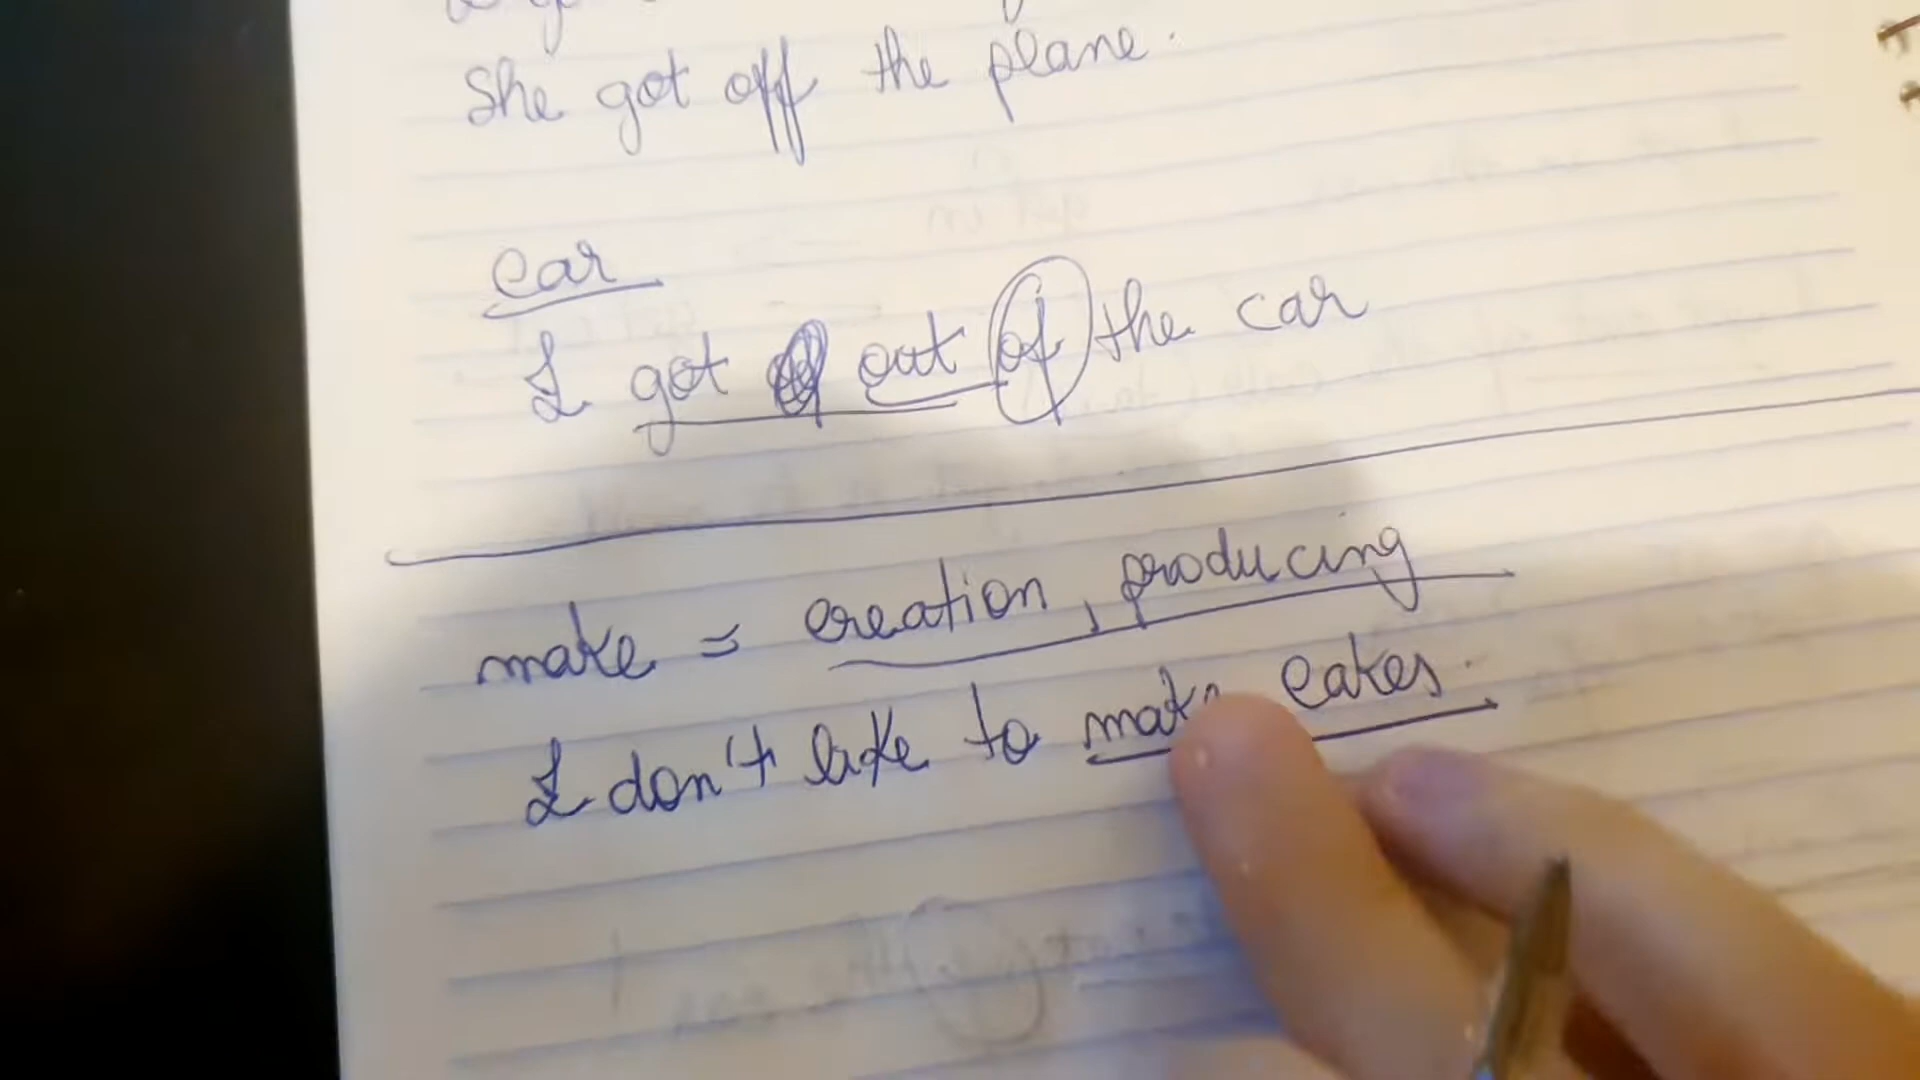 She got off the plane.
car
I got out of the car
make = creation, producing
I don't like to make cakes.